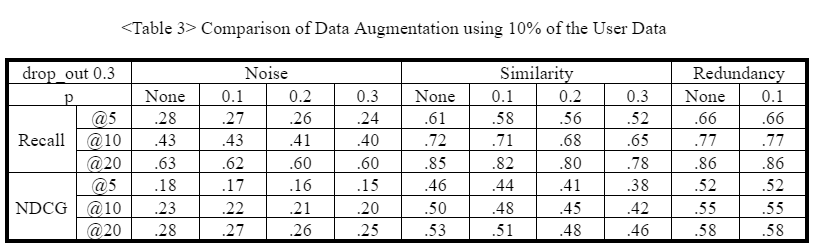 <Table 3> Comparison of Data Augmentation using 10% of the User Data
drop_out 0.3 Noise Similarity Redundancy
p None 0.1 0.2 0.3 None 0.1 0.2 0.3 None 0.1
Recall @5 .28 .27 .26 .24 .61 .58 .56 .52 .66 .66
@10 .43 .43 .41 .40 .72 .71 .68 .65 .77 .77
@20 .63 .62 .60 .60 .85 .82 .80 .78 .86 .86
NDCG @5 .18 .17 .16 .15 .46 .44 .41 .38 .52 .52
@10 .23 .22 .21 .20 .50 .48 .45 .42 .55 .55
@20 .28 .27 .26 .25 .53 .51 .48 .46 .58 .58